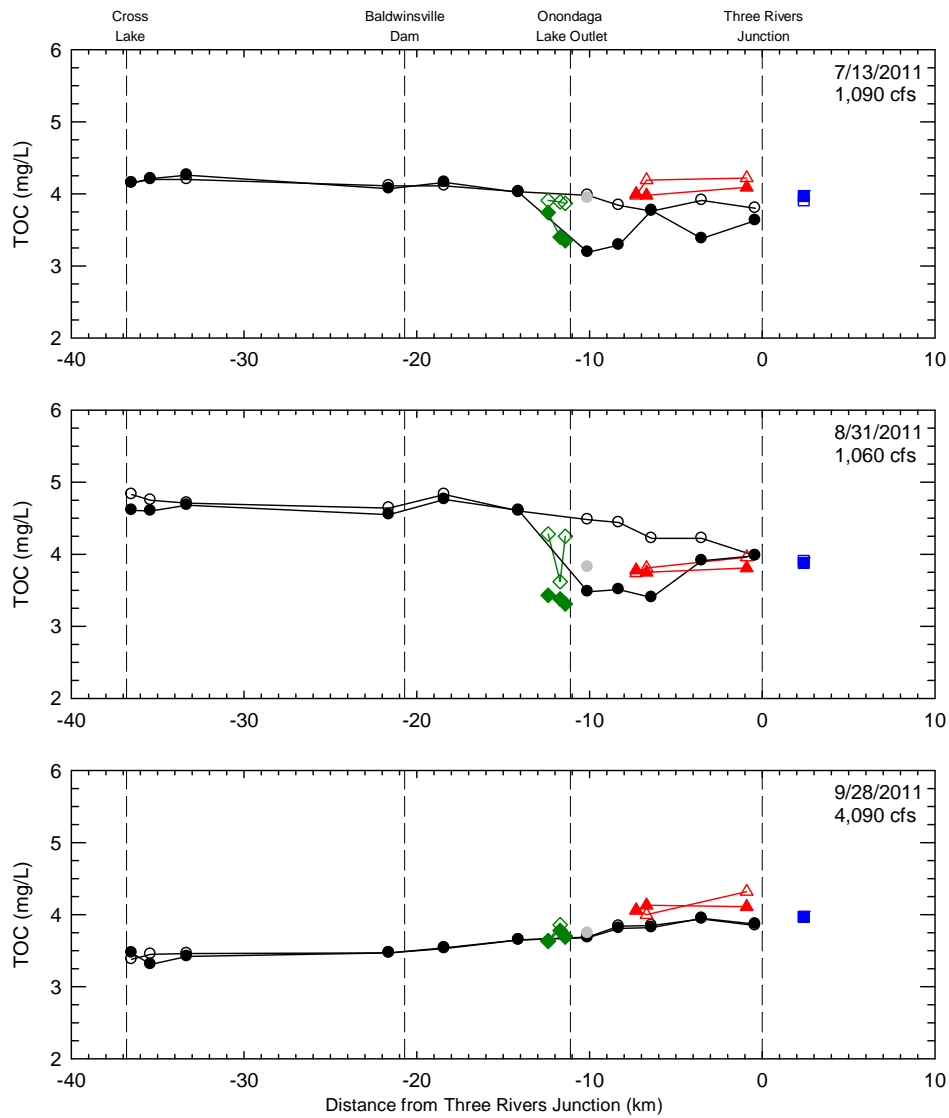 Cross Lake
Baldwinsville Dam
Onondaga Lake Outlet
Three Rivers Junction
7/13/2011
1,090 cfs
TOC (mg/L)
6
5
4
3
2
-40 -30 -20 -10 0 10
8/31/2011
1,060 cfs
TOC (mg/L)
6
5
4
3
2
-40 -30 -20 -10 0 10
9/28/2011
4,090 cfs
TOC (mg/L)
6
5
4
3
2
-40 -30 -20 -10 0 10
Distance from Three Rivers Junction (km)